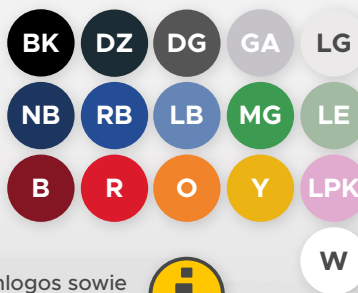 BK DZ DG GA LG
NB RB LB MG LE
B R O Y LPK
W
nlogos sowie